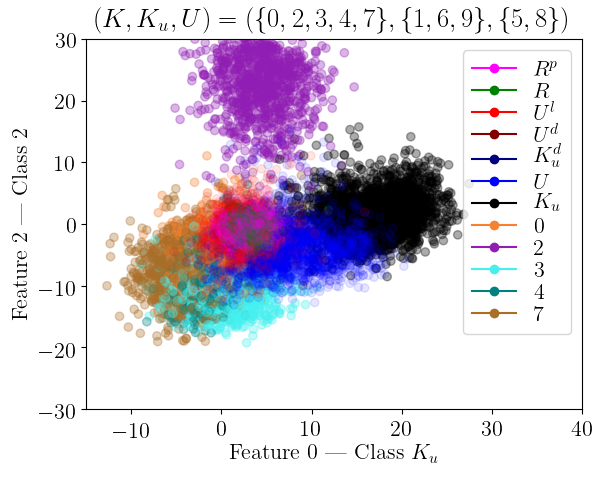 (K, K_u, U) = ({0, 2, 3, 4, 7}, {1, 6, 9}, {5, 8})
30
20
10
0
−10
−20
−30
Feature 2 — Class 2
−10
0
10
20
30
40
Feature 0 — Class K_u
R^p
R
U^l
U^d
K_u^d
U
K_u
0
2
3
4
7